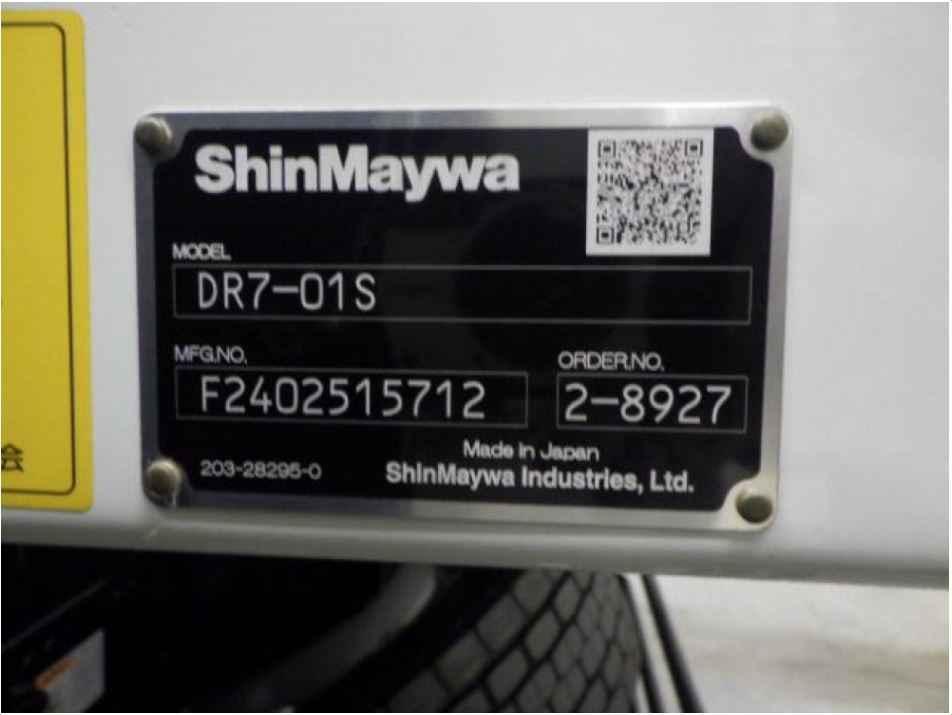 ShinMaywa
MODEL
DR7-01S
MFG.NO.
F2402515712
ORDER.NO.
2-8927
Made in Japan
203-28295-0
ShinMaywa Industries, Ltd.